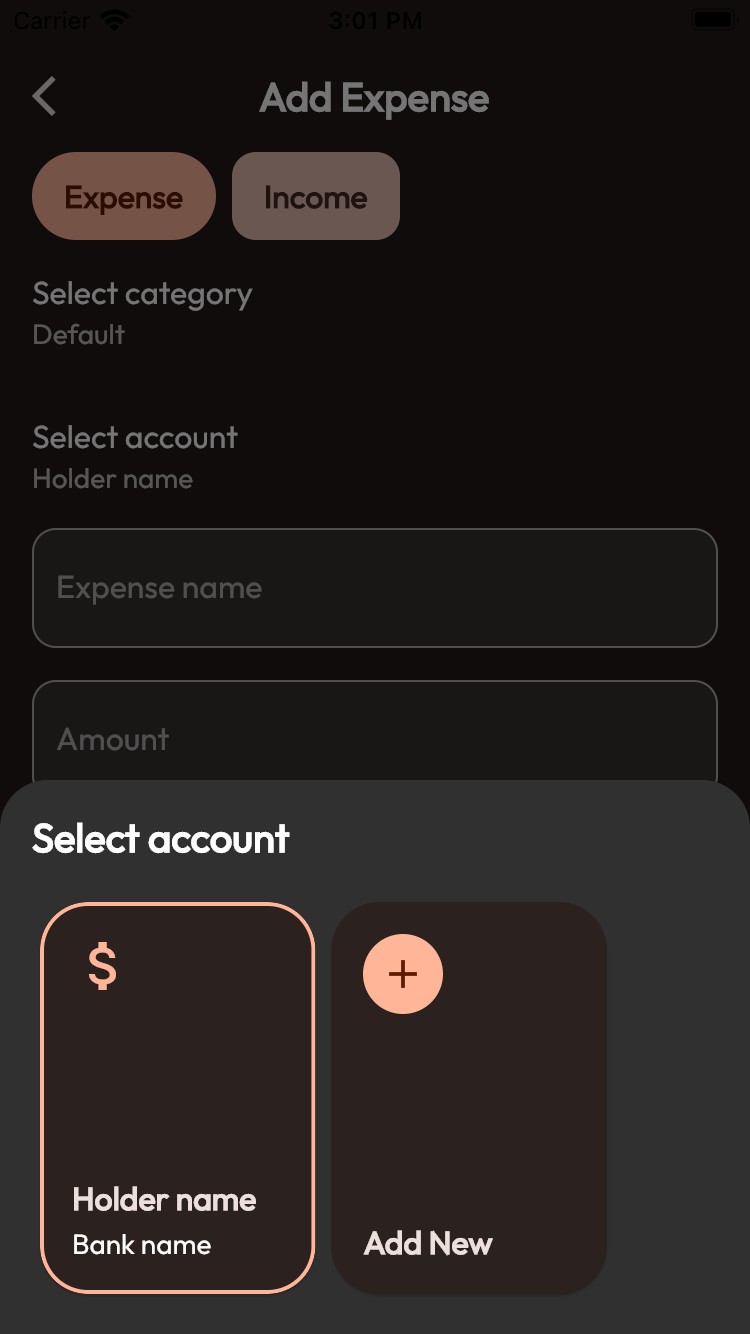 Carrier 3:01 PM
Add Expense
Expense Income
Select category
Default
Select account
Holder name
Expense name
Amount
Select account
$
Holder name
Bank name
Add New